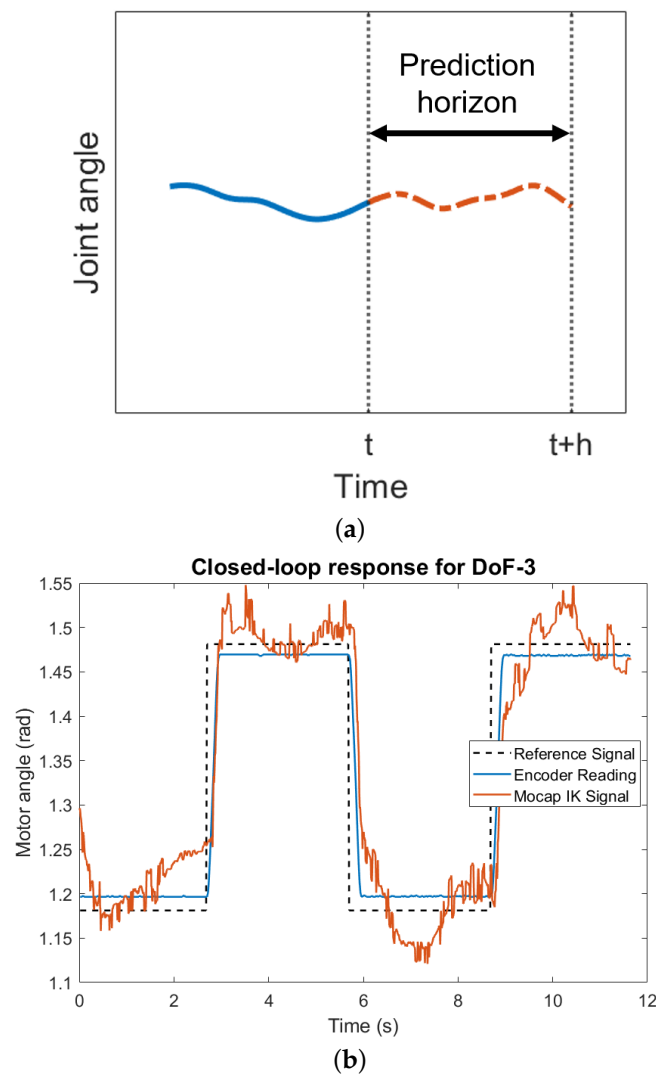 Prediction
horizon
Joint angle
t
t+h
Time
(a)
Closed-loop response for DoF-3
1.55
1.5
1.45
1.4
1.35
1.3
1.25
1.2
1.15
1.1
Motor angle (rad)
Reference Signal
Encoder Reading
Mocap IK Signal
0 2 4 6 8 10 12
Time (s)
(b)